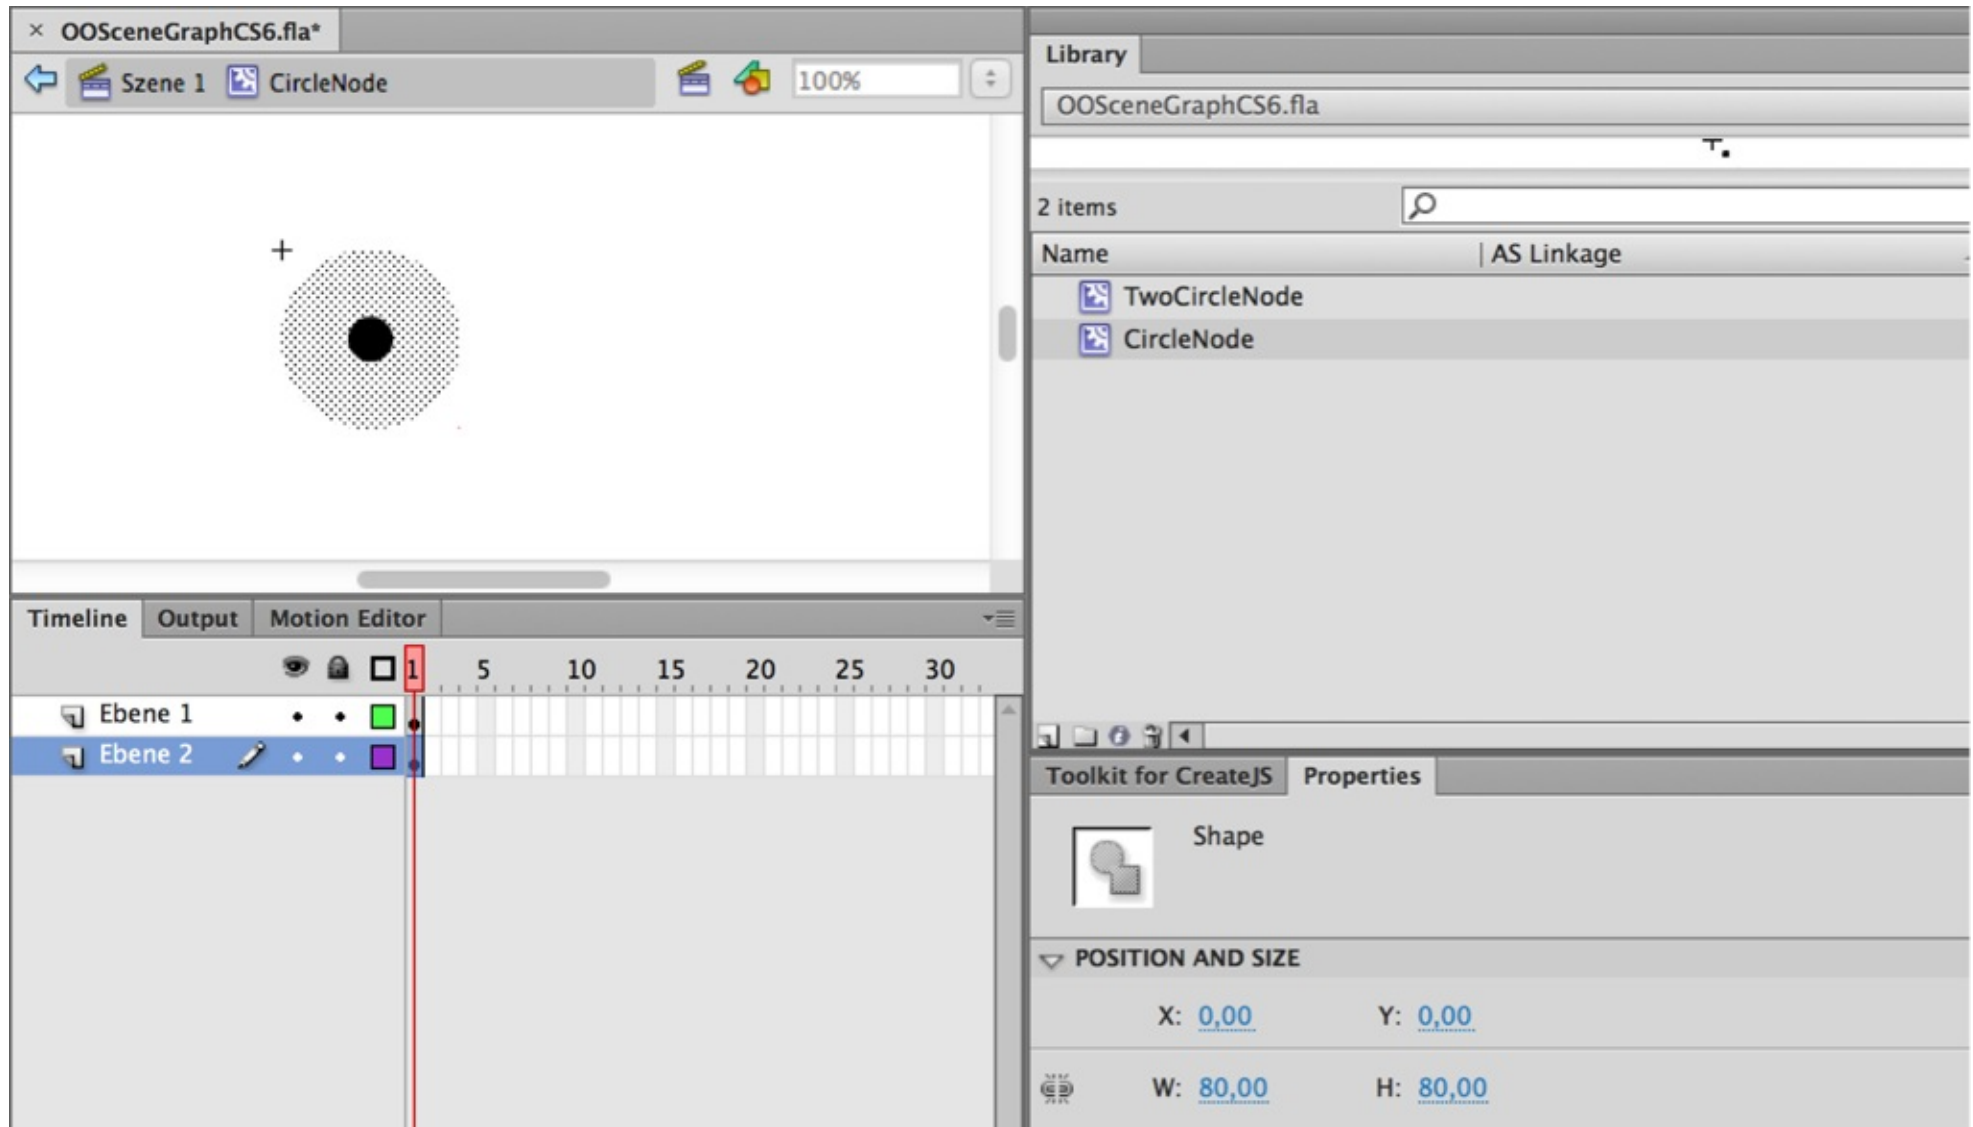 × OOSceneGraphCS6.fla*
Szene 1 CircleNode 100%
Timeline Output Motion Editor
1 5 10 15 20 25 30
Ebene 1
Ebene 2
Library
OOSceneGraphCS6.fla
2 items
Name AS Linkage
TwoCircleNode
CircleNode
Toolkit for CreateJS Properties
Shape
POSITION AND SIZE
X: 0,00 Y: 0,00
W: 80,00 H: 80,00